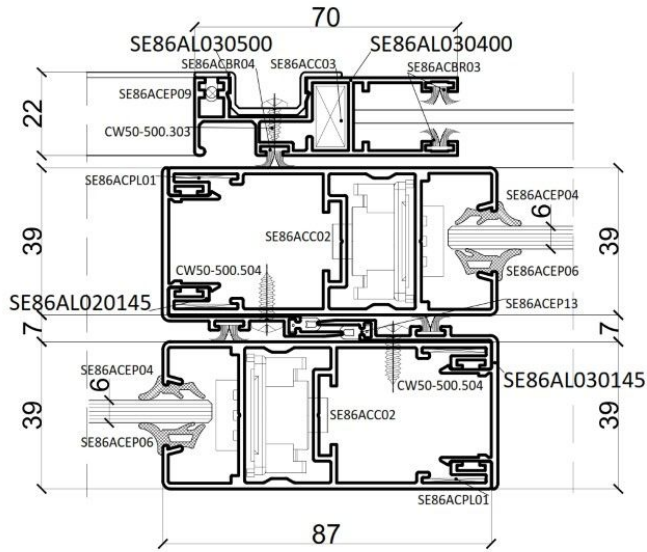 70
SE86AL030500
SE86AL030400
SE86ACBR04
SE86ACC03
SE86ACBR03
22
SE86ACEP09
CW50-500.303
SE86ACPL01
SE86ACEP04
39
6
39
SE86ACC02
CW50-500.504
SE86ACEP06
SE86AL020145
SE86ACEP13
7
7
SE86ACEP04
SE86AL030145
CW50-500.504
6
39
SE86ACC02
39
SE86ACEP06
SE86ACPL01
87